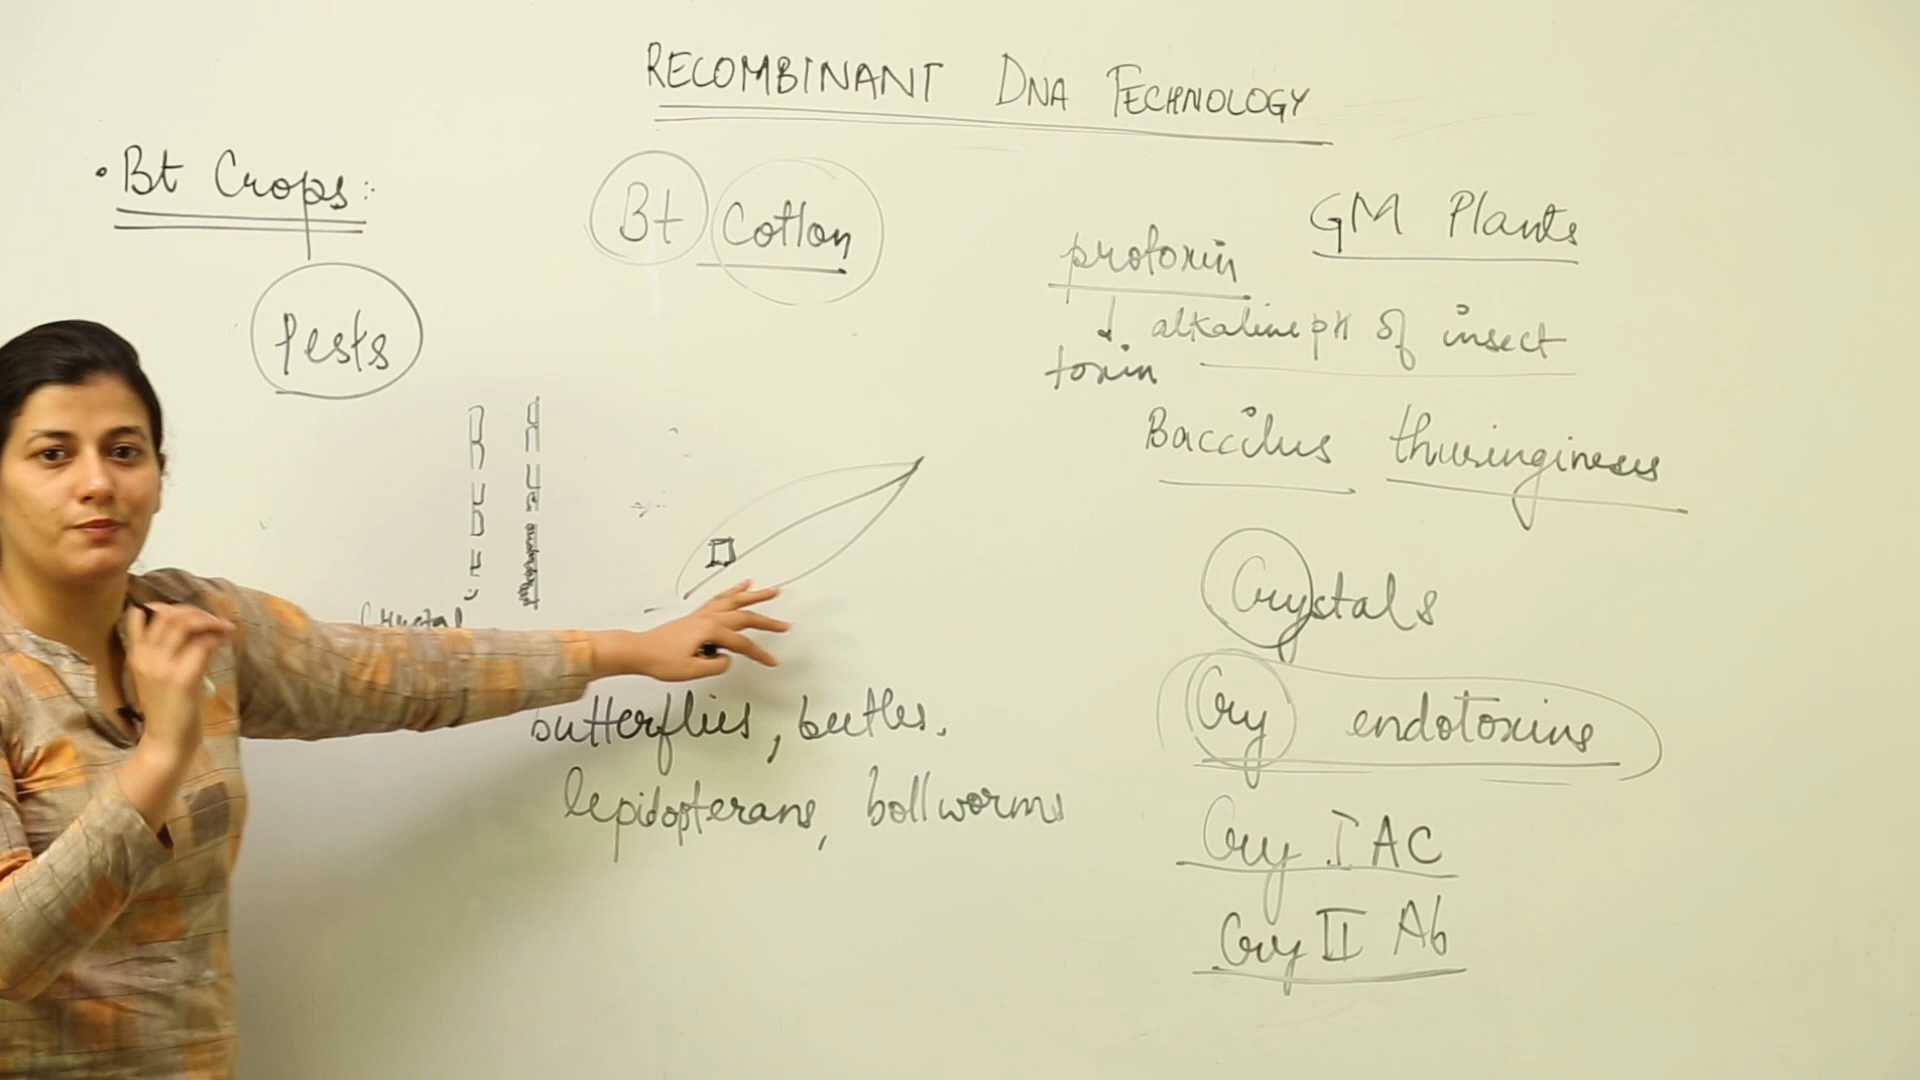 RECOMBINANT DNA TECHNOLOGY
• Bt Crops:
Pests
Bt Cotton
GM Plants
protoxin
↓ alkaline pH of insect
toxin
Baccilus thuringinesis
Crystals
Cry endotoxins
Cry I AC
Cry II Ab
Crystal
butterflies, beetles.
lepidopterans, bollworms